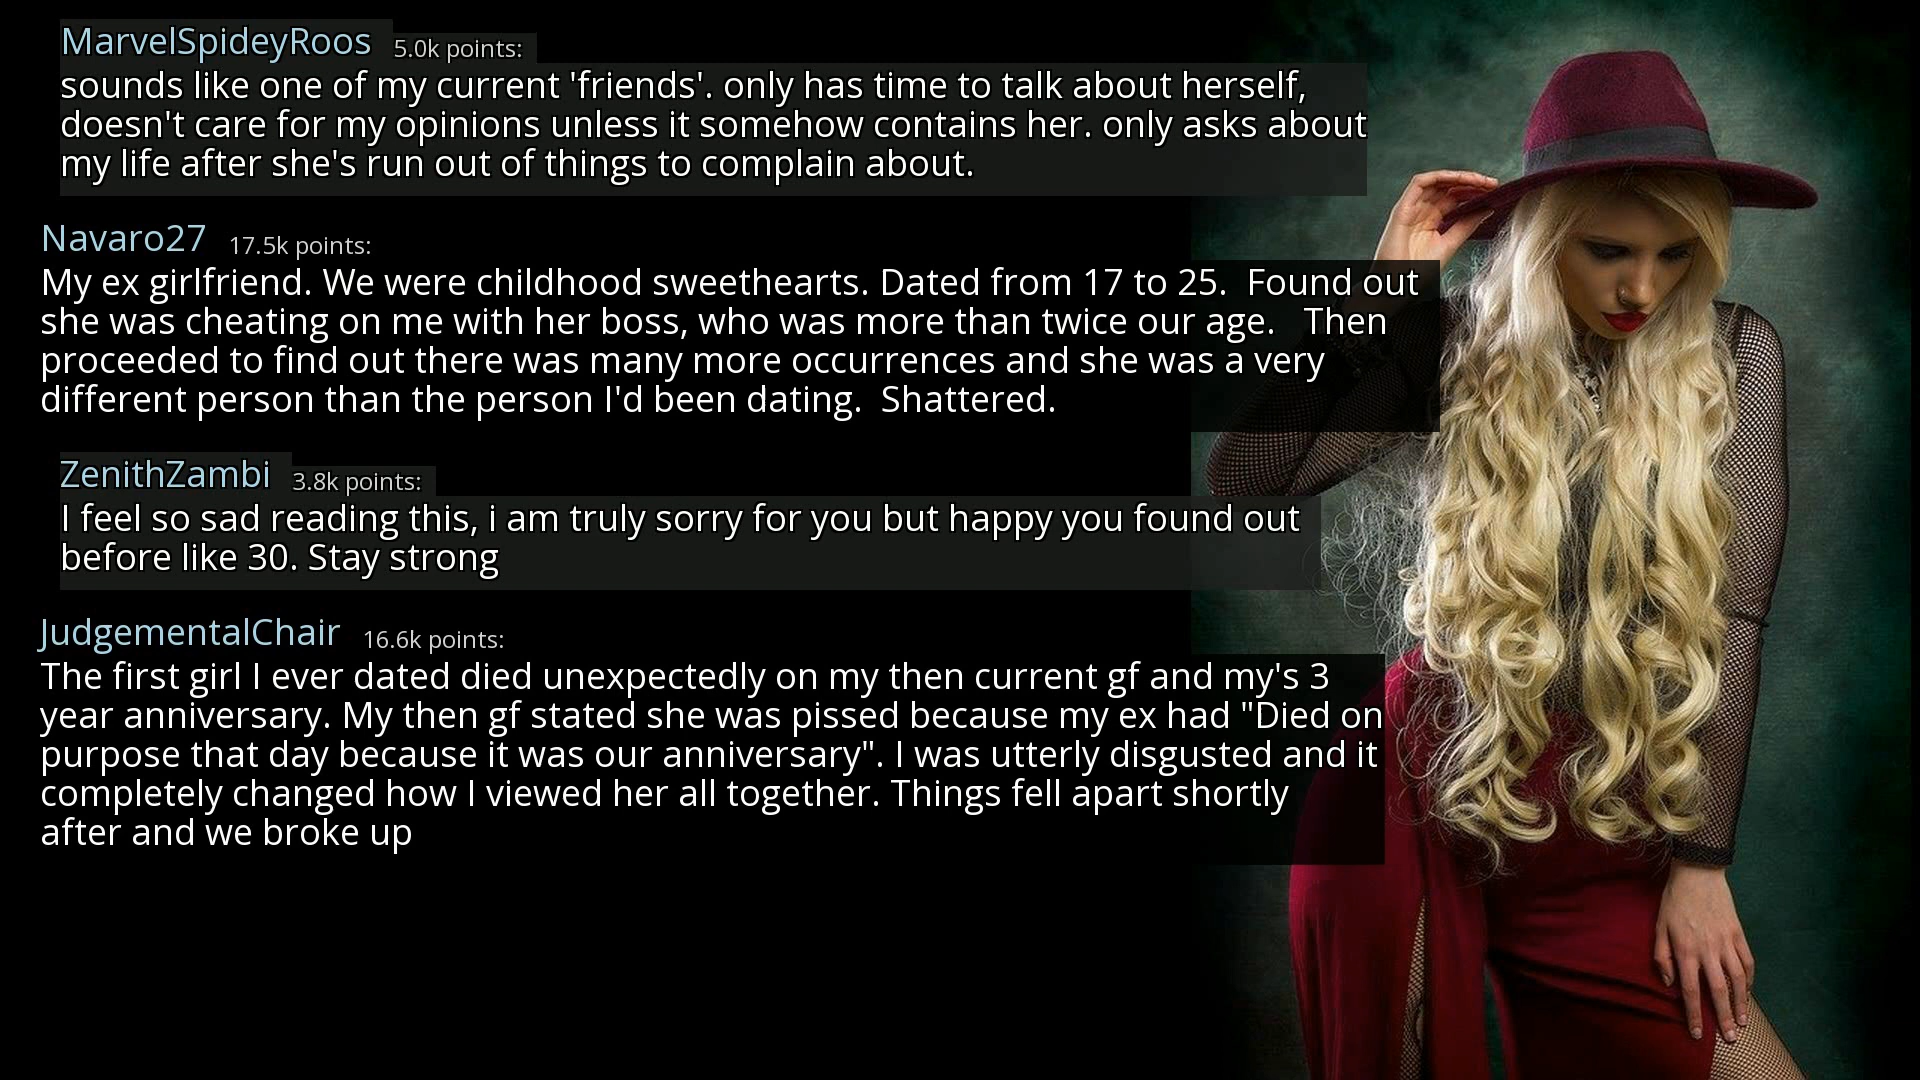 MarvelSpideyRoos 5.0k points:
sounds like one of my current 'friends'. only has time to talk about herself,
doesn't care for my opinions unless it somehow contains her. only asks about
my life after she's run out of things to complain about.
Navaro27 17.5k points:
My ex girlfriend. We were childhood sweethearts. Dated from 17 to 25.  Found out
she was cheating on me with her boss, who was more than twice our age.   Then
proceeded to find out there was many more occurrences and she was a very
different person than the person I'd been dating.  Shattered.
ZenithZambi 3.8k points:
I feel so sad reading this, i am truly sorry for you but happy you found out
before like 30. Stay strong
JudgementalChair 16.6k points:
The first girl I ever dated died unexpectedly on my then current gf and my's 3
year anniversary. My then gf stated she was pissed because my ex had "Died on
purpose that day because it was our anniversary". I was utterly disgusted and it
completely changed how I viewed her all together. Things fell apart shortly
after and we broke up